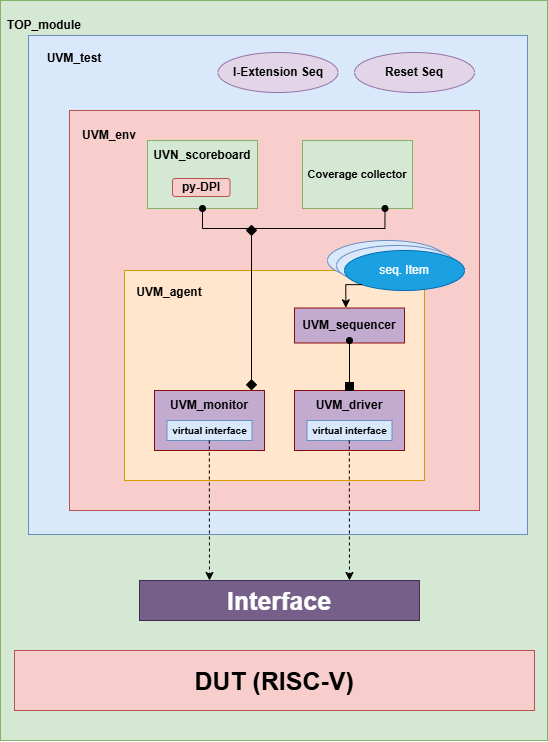 TOP_module
UVM_test
I-Extension Seq
Reset Seq
UVM_env
UVN_scoreboard
py-DPI
Coverage collector
seq. Item
UVM_agent
UVM_sequencer
UVM_monitor
virtual interface
UVM_driver
virtual interface
Interface
DUT (RISC-V)